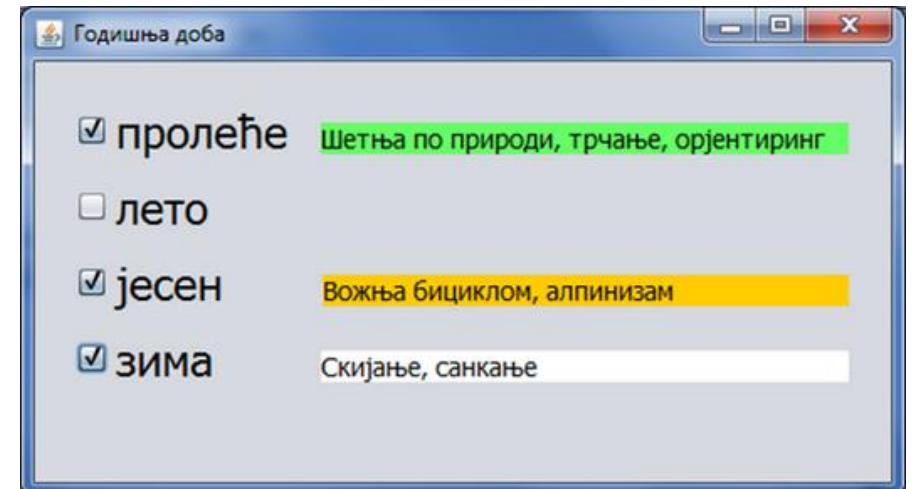 Годишња доба
пролеће Шетња по природи, трчање, орјентиринг
лето
јесен Вожња бициклом, алпинизам
зима Скијање, санкање